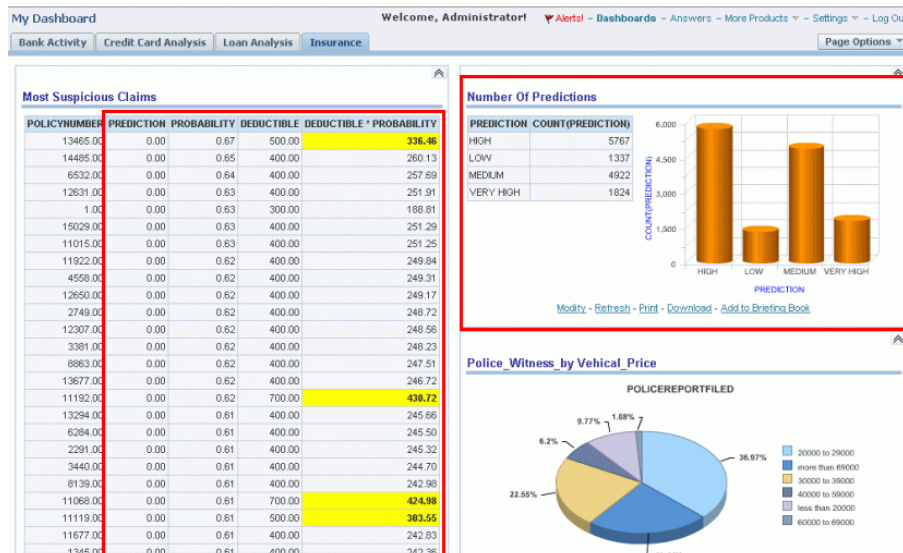 My Dashboard
Welcome, Administrator! Alerts! - Dashboards - Answers - More Products - Settings - Log Ou
Bank Activity Credit Card Analysis Loan Analysis Insurance
Page Options
Most Suspicious Claims
POLICYNUMBER PREDICTION PROBABILITY DEDUCTIBLE DEDUCTIBLE * PROBABILITY
13465.00 0.00 0.67 500.00 336.46
14485.00 0.00 0.65 400.00 260.13
6532.00 0.00 0.64 400.00 257.69
12631.00 0.00 0.63 400.00 251.91
1.00 0.00 0.63 300.00 188.81
15029.00 0.00 0.63 400.00 251.29
11015.00 0.00 0.63 400.00 251.25
11922.00 0.00 0.62 400.00 249.84
4558.00 0.00 0.62 400.00 249.31
12650.00 0.00 0.62 400.00 249.17
2749.00 0.00 0.62 400.00 248.72
12307.00 0.00 0.62 400.00 248.56
3381.00 0.00 0.62 400.00 248.23
8863.00 0.00 0.62 400.00 247.51
13677.00 0.00 0.62 400.00 246.72
11192.00 0.00 0.62 700.00 430.72
13294.00 0.00 0.61 400.00 245.66
6284.00 0.00 0.61 400.00 245.50
2291.00 0.00 0.61 400.00 245.32
3440.00 0.00 0.61 400.00 244.70
8139.00 0.00 0.61 400.00 242.98
11068.00 0.00 0.61 700.00 424.98
11119.00 0.00 0.61 500.00 303.55
11677.00 0.00 0.61 400.00 242.83
1345.00 0.00 0.61 400.00 242.36
Number Of Predictions
PREDICTION COUNT(PREDICTION)
HIGH 5767
LOW 1337
MEDIUM 4922
VERY HIGH 1824
COUNT(PREDICTION)
6,000
4,500
3,000
1,500
0
HIGH LOW MEDIUM VERY HIGH
PREDICTION
Modify - Refresh - Print - Download - Add to Briefing Book
Police_Witness_by Vehical_Price
POLICEREPORTFILED
1.08%
9.77%
6.2%
36.97%
22.55%
20000 to 29000
more than 69000
30000 to 39000
40000 to 59000
less than 20000
60000 to 69000